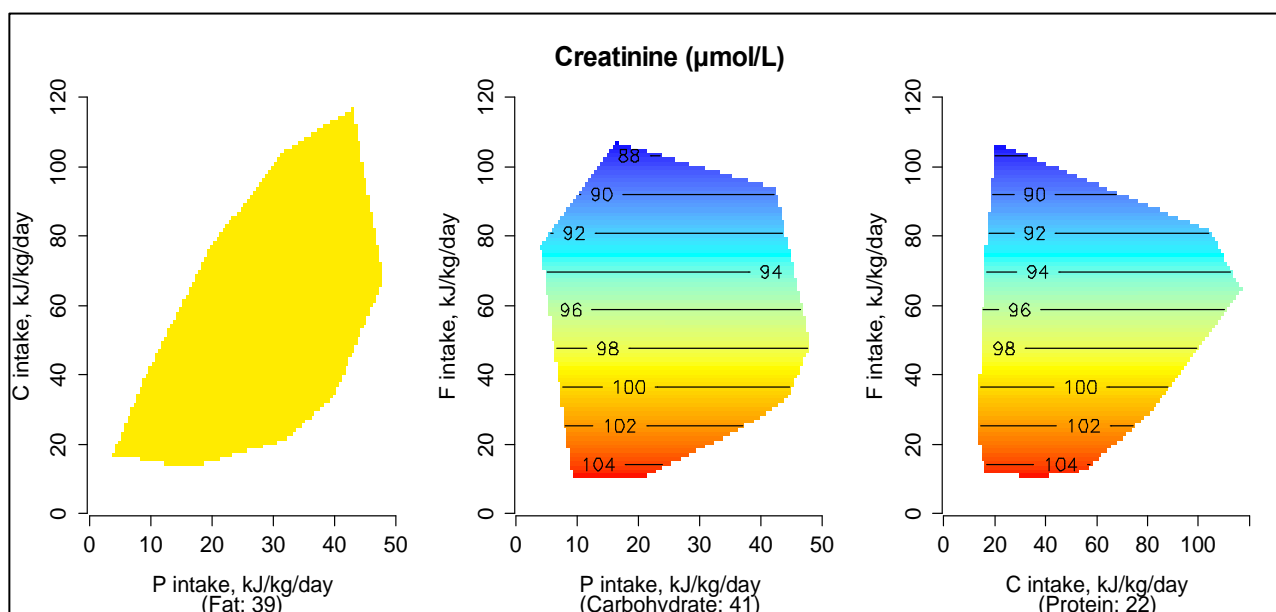 Creatinine (µmol/L)
C intake, kJ/kg/day
0 20 40 60 80 100 120
0 10 20 30 40 50
P intake, kJ/kg/day
(Fat: 39)
F intake, kJ/kg/day
0 20 40 60 80 100 120
88
90
92
94
96
98
100
102
104
0 10 20 30 40 50
P intake, kJ/kg/day
(Carbohydrate: 41)
F intake, kJ/kg/day
0 20 40 60 80 100 120
90
92
94
96
98
100
102
104
0 20 40 60 80 100
C intake, kJ/kg/day
(Protein: 22)